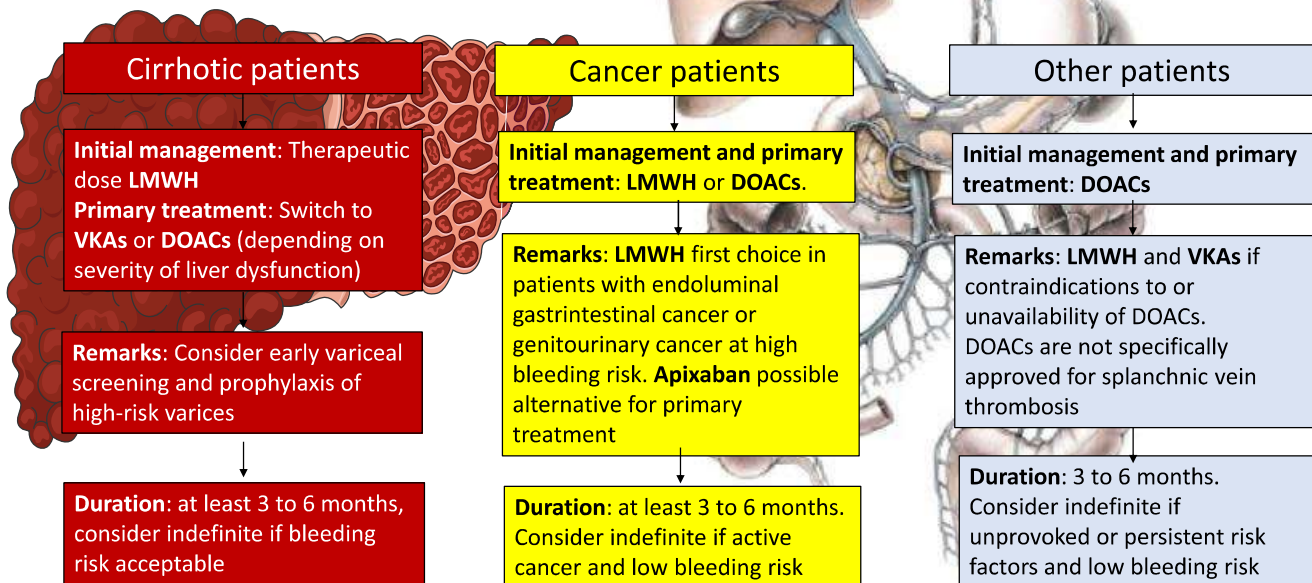 Cirrhotic patients
Initial management: Therapeutic
dose LMWH
Primary treatment: Switch to
VKAs or DOACs (depending on
severity of liver dysfunction)
Remarks: Consider early variceal
screening and prophylaxis of
high-risk varices
Duration: at least 3 to 6 months,
consider indefinite if bleeding
risk acceptable
Cancer patients
Initial management and primary
treatment: LMWH or DOACs.
Remarks: LMWH first choice in
patients with endoluminal
gastrintestinal cancer or
genitourinary cancer at high
bleeding risk. Apixaban possible
alternative for primary
treatment
Duration: at least 3 to 6 months.
Consider indefinite if active
cancer and low bleeding risk
Other patients
Initial management and primary
treatment: DOACs
Remarks: LMWH and VKAs if
contraindications to or
unavailability of DOACs.
DOACs are not specifically
approved for splanchnic vein
thrombosis
Duration: 3 to 6 months.
Consider indefinite if
unprovoked or persistent risk
factors and low bleeding risk